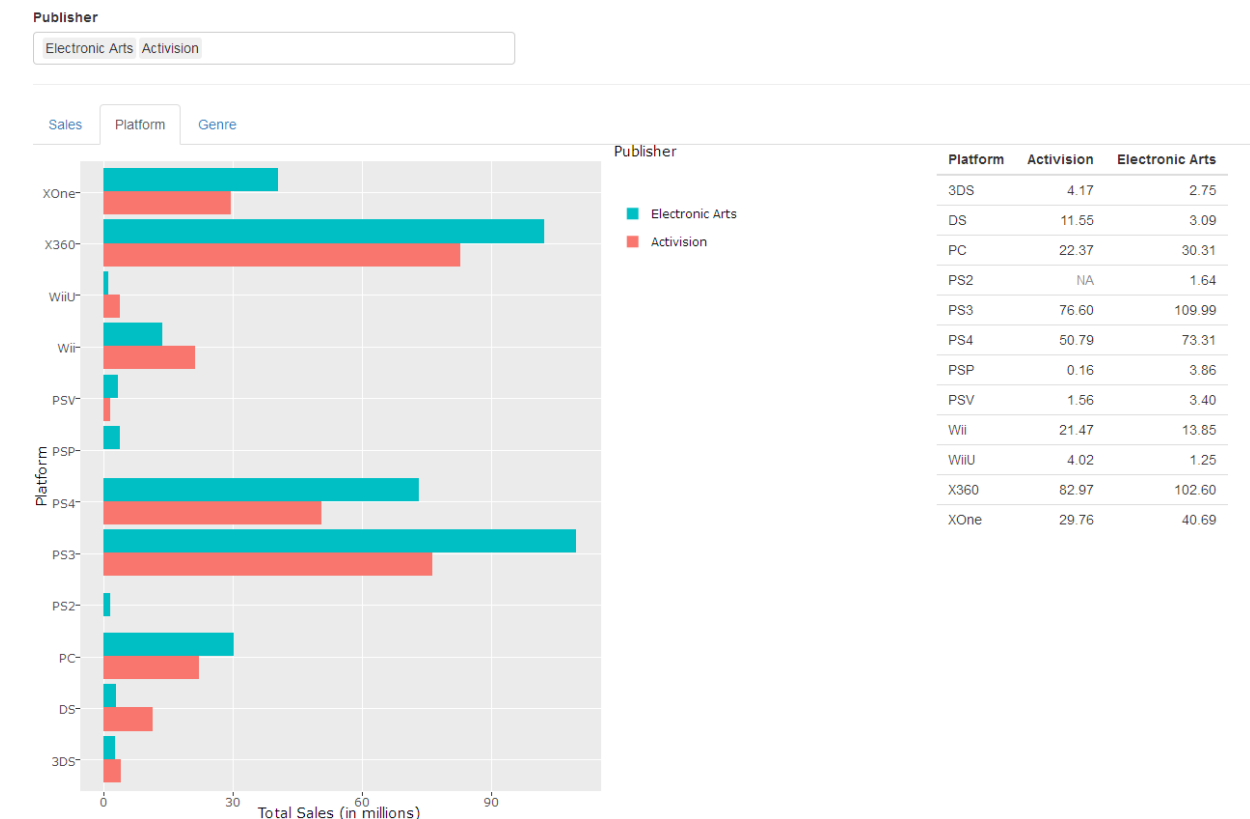 Publisher
Electronic Arts Activision
Sales Platform Genre
Publisher
Electronic Arts
Activision
Platform
XOne
X360
WiiU
Wii
PSV
PSP
PS4
PS3
PS2
PC
DS
3DS
0 30 60 90
Total Sales (in millions)
Platform Activision Electronic Arts
3DS 4.17 2.75
DS 11.55 3.09
PC 22.37 30.31
PS2 NA 1.64
PS3 76.60 109.99
PS4 50.79 73.31
PSP 0.16 3.86
PSV 1.56 3.40
Wii 21.47 13.85
WiiU 4.02 1.25
X360 82.97 102.60
XOne 29.76 40.69